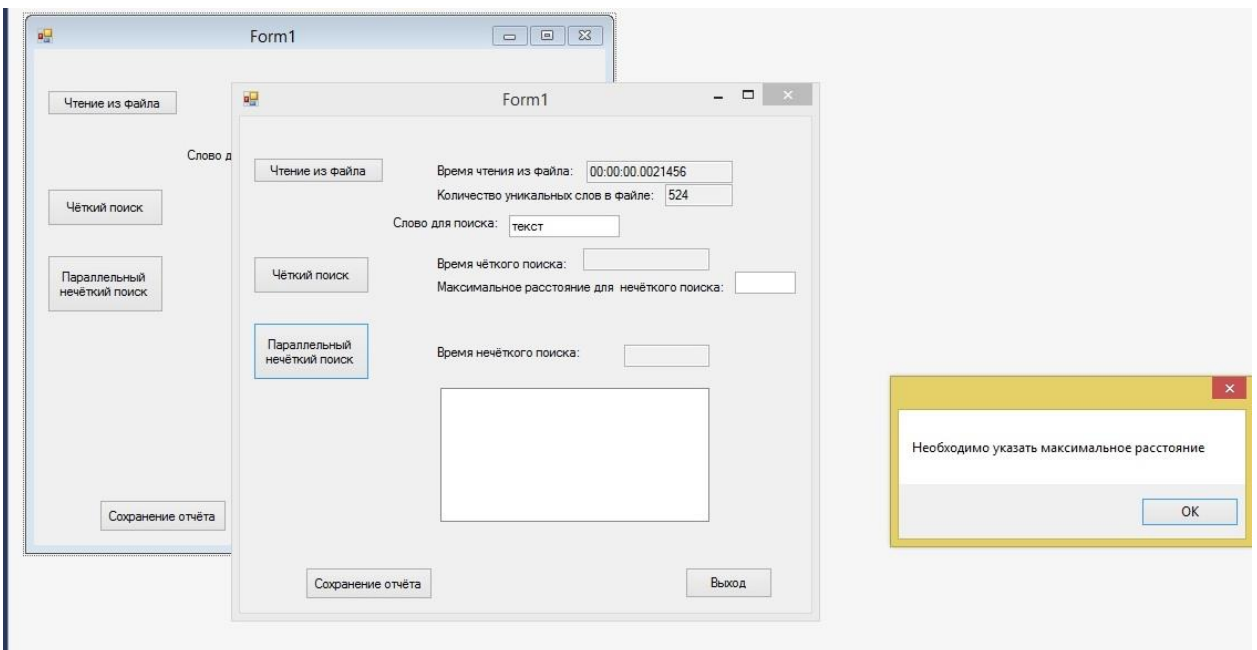 Form1
Чтение из файла
Слово д
Чёткий поиск
Параллельный
нечёткий поиск
Сохранение отчёта
Form1
Чтение из файла
Время чтения из файла: 00:00:00.0021456
Количество уникальных слов в файле: 524
Слово для поиска: текст
Чёткий поиск
Время чёткого поиска:
Максимальное расстояние для нечёткого поиска:
Параллельный
нечёткий поиск
Время нечёткого поиска:
Сохранение отчёта
Выход
Необходимо указать максимальное расстояние
OK